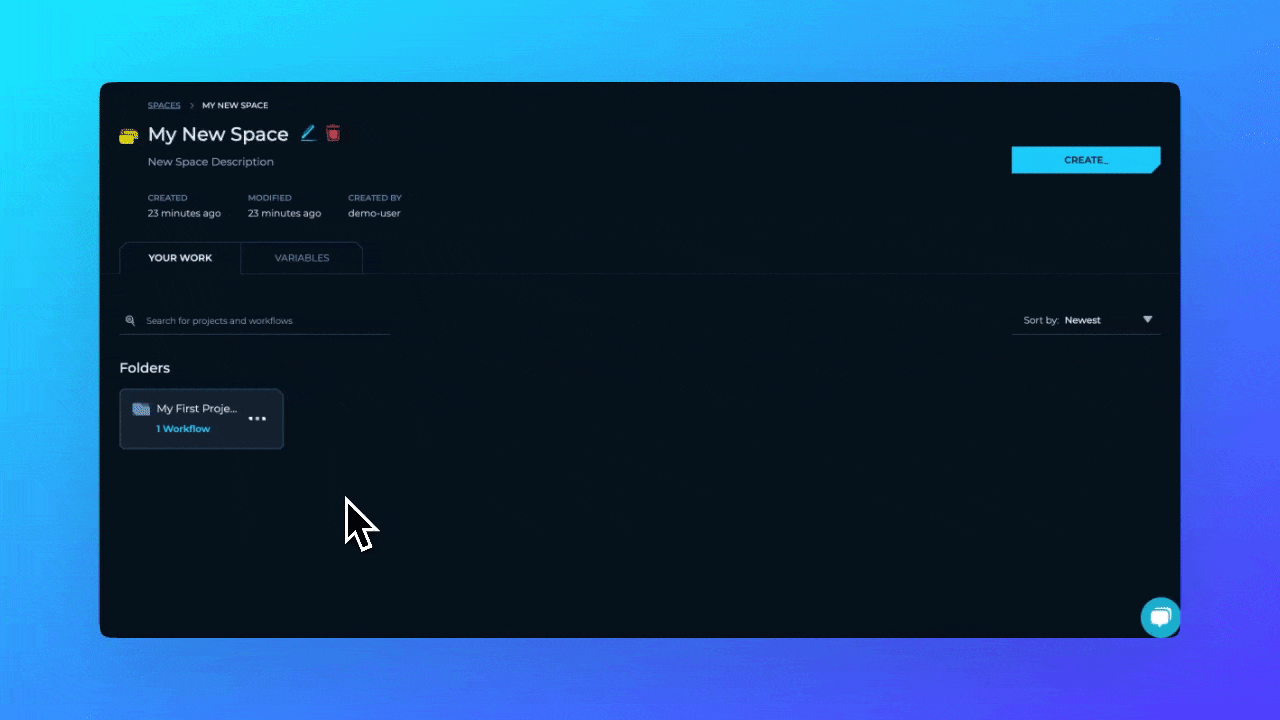 SPACES > MY NEW SPACE
My New Space
New Space Description
CREATE_
CREATED MODIFIED CREATED BY
23 minutes ago 23 minutes ago demo-user
YOUR WORK VARIABLES
Search for projects and workflows
Sort by: Newest
Folders
My First Proje...
1 Workflow